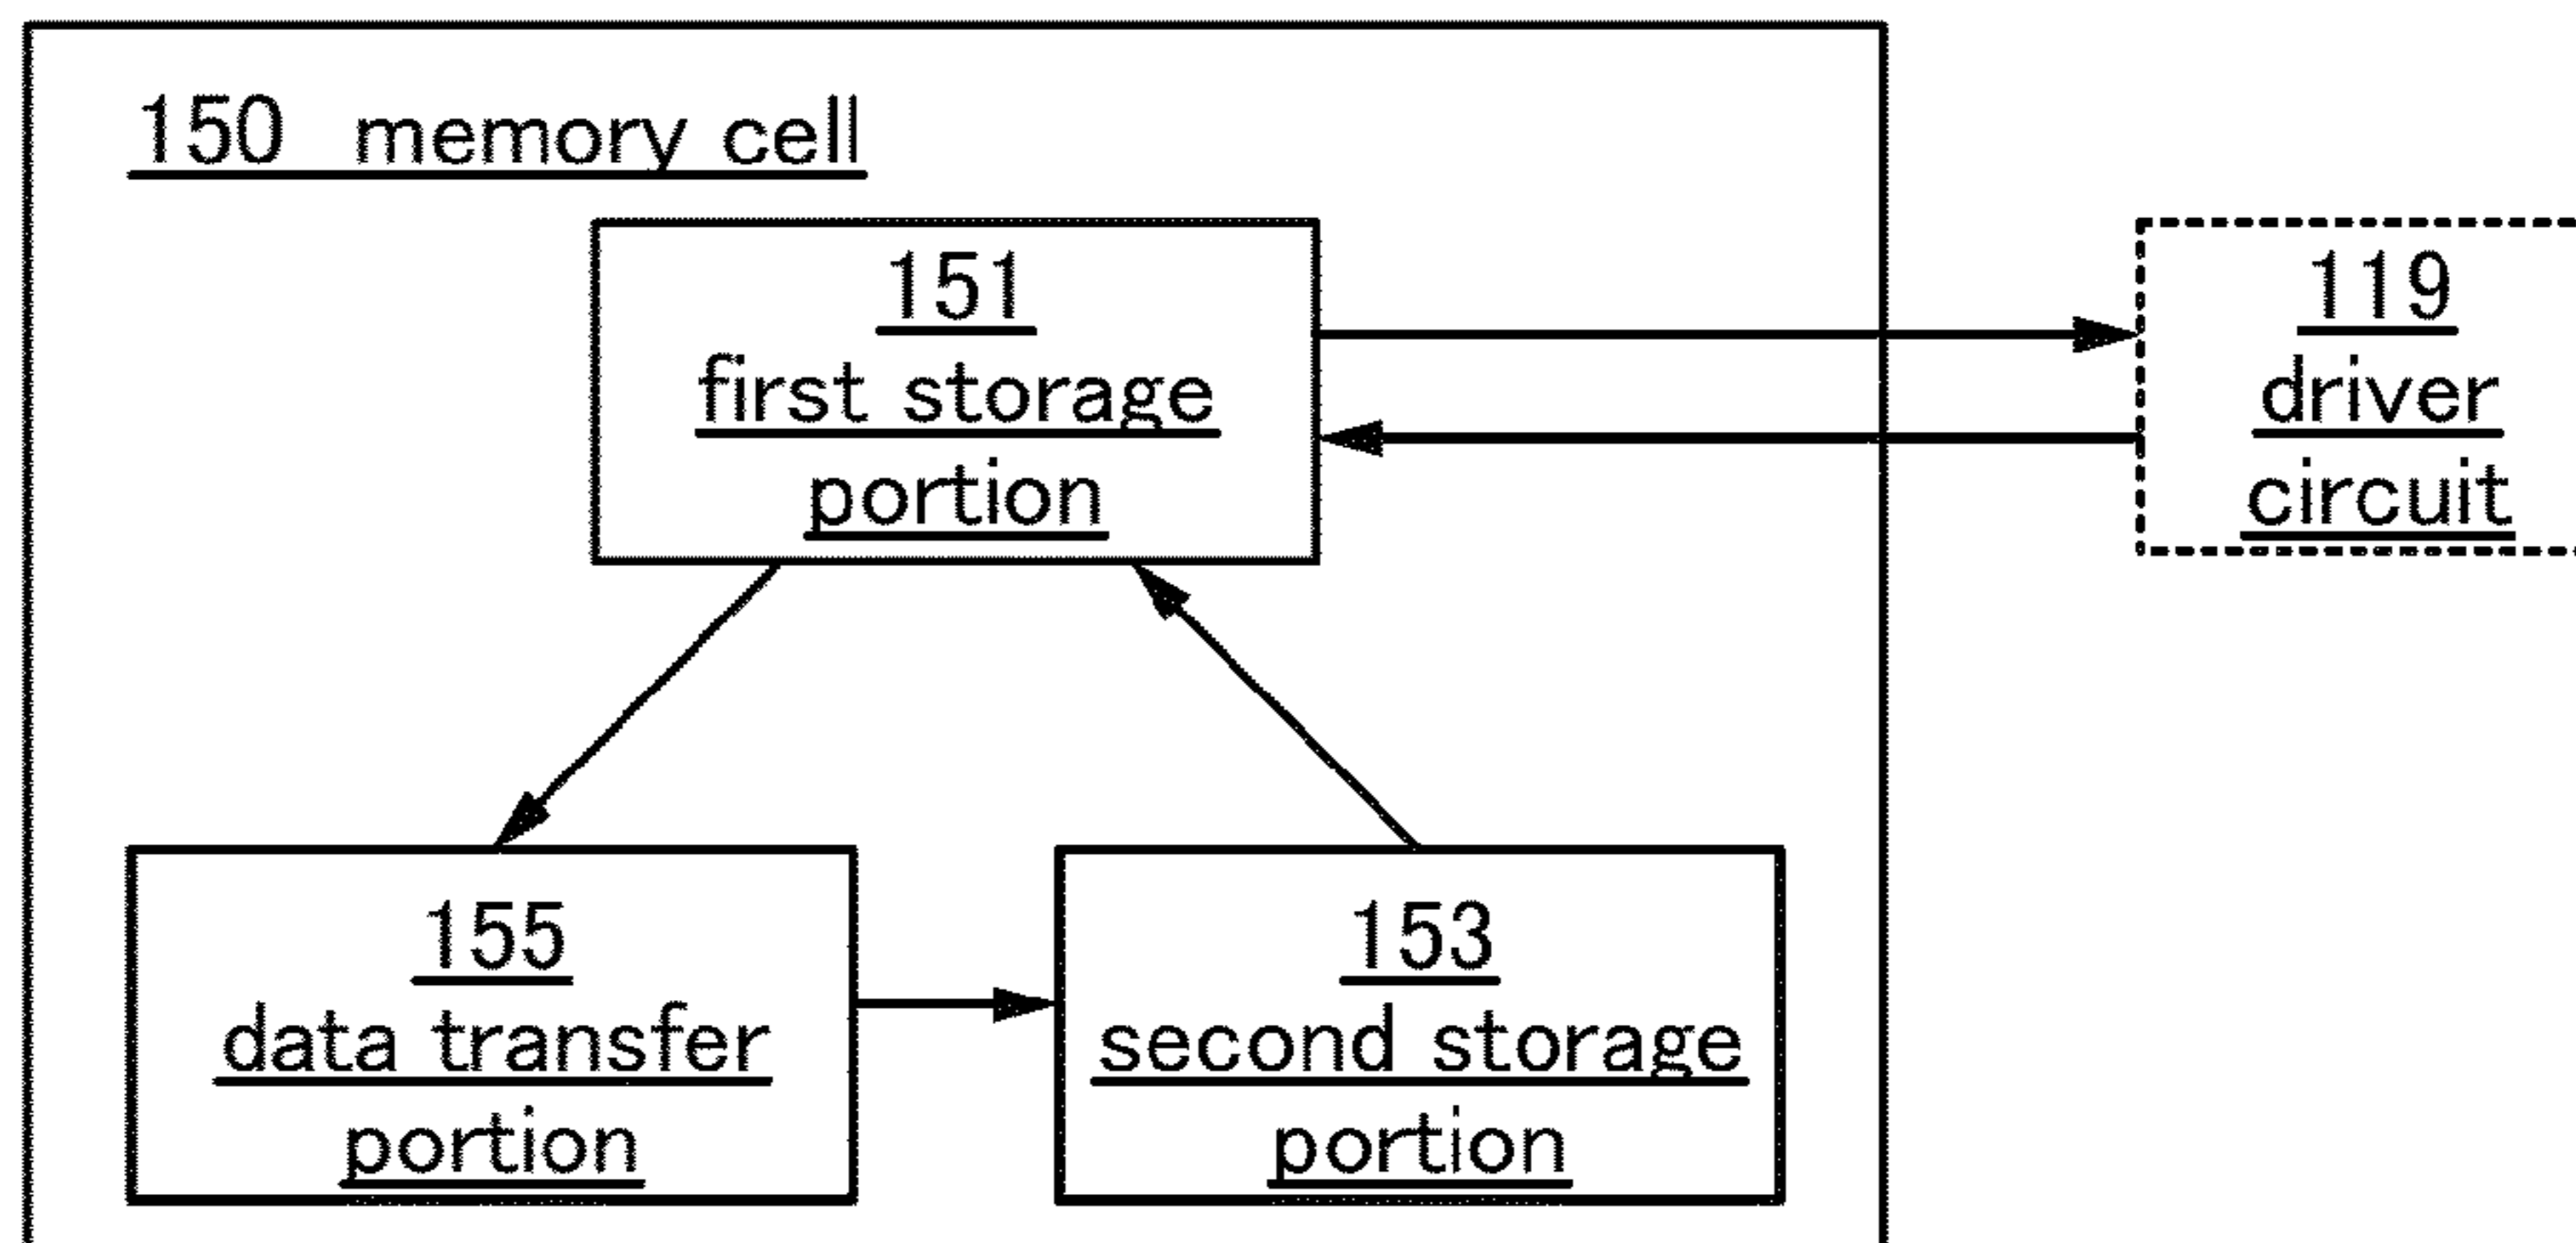 150 memory cell
151
first storage
portion
119
driver
circuit
155
data transfer
portion
153
second storage
portion